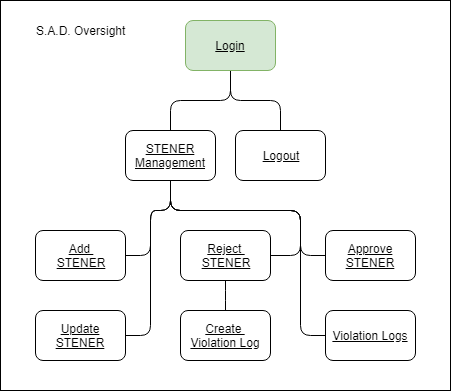 S.A.D. Oversight
Login
STENER
Management
Logout
Add
STENER
Reject
STENER
Approve
STENER
Update
STENER
Create
Violation Log
Violation Logs